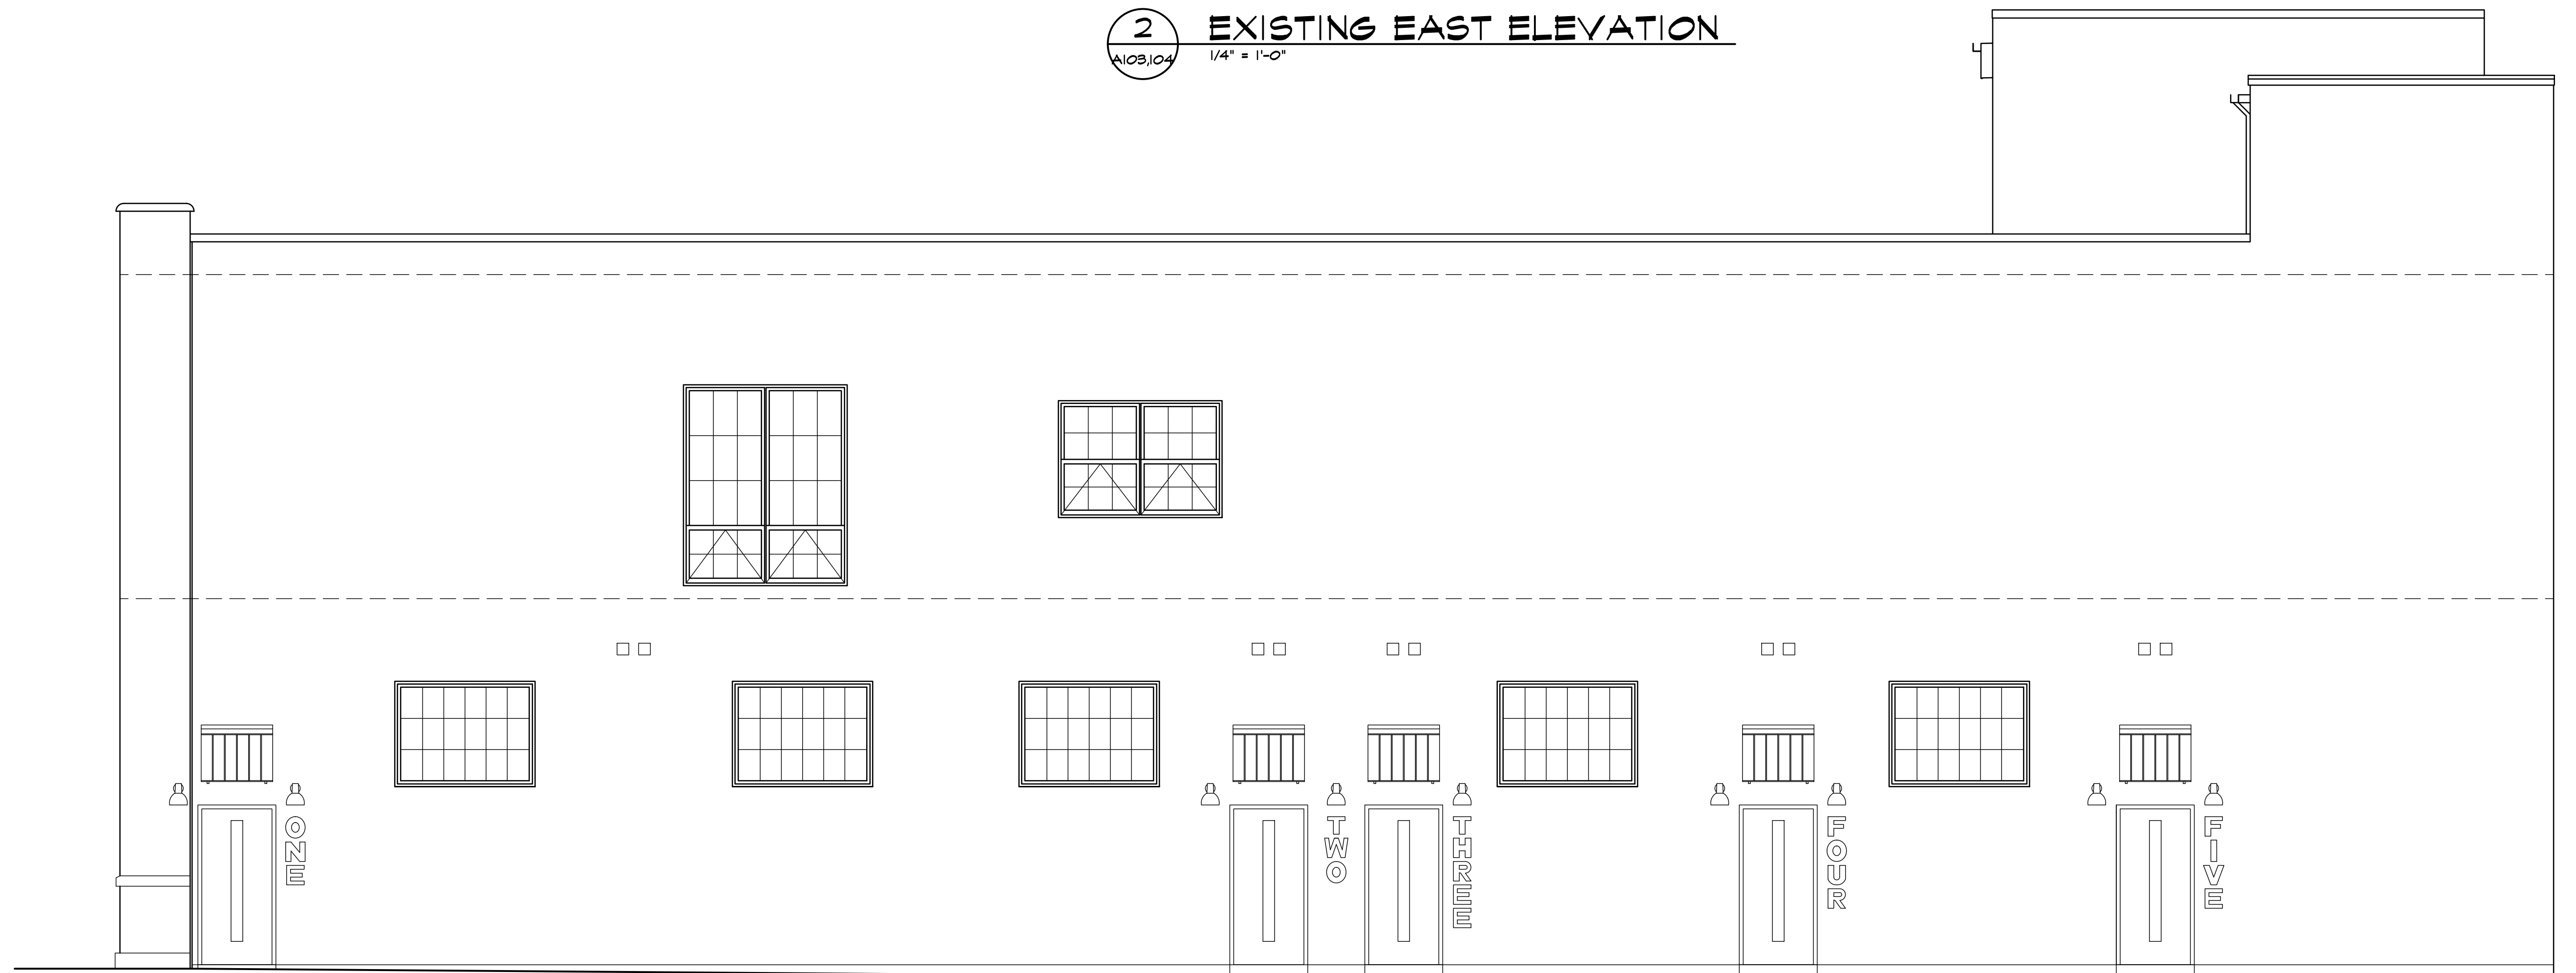 2
A103,104
EXISTING EAST ELEVATION
1/4" = 1'-0"
ONE
TWO
THREE
FOUR
FIVE